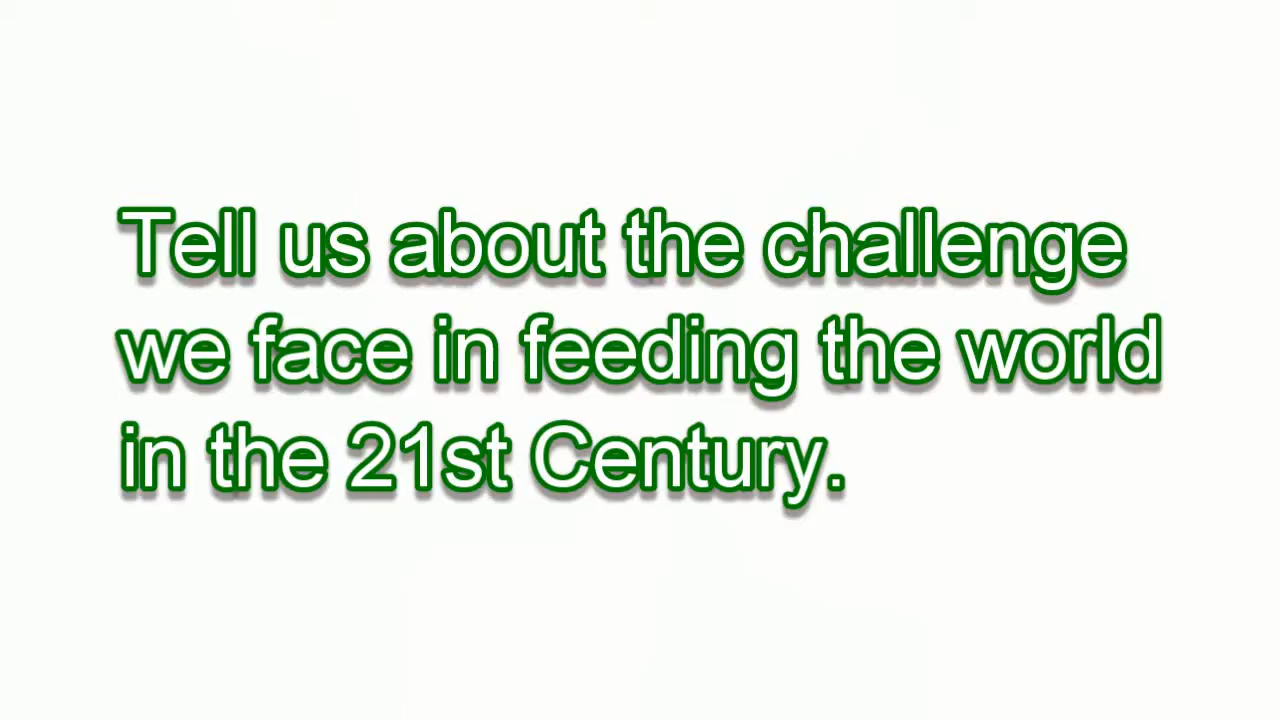 Tell us about the challenge
we face in feeding the world
in the 21st Century.